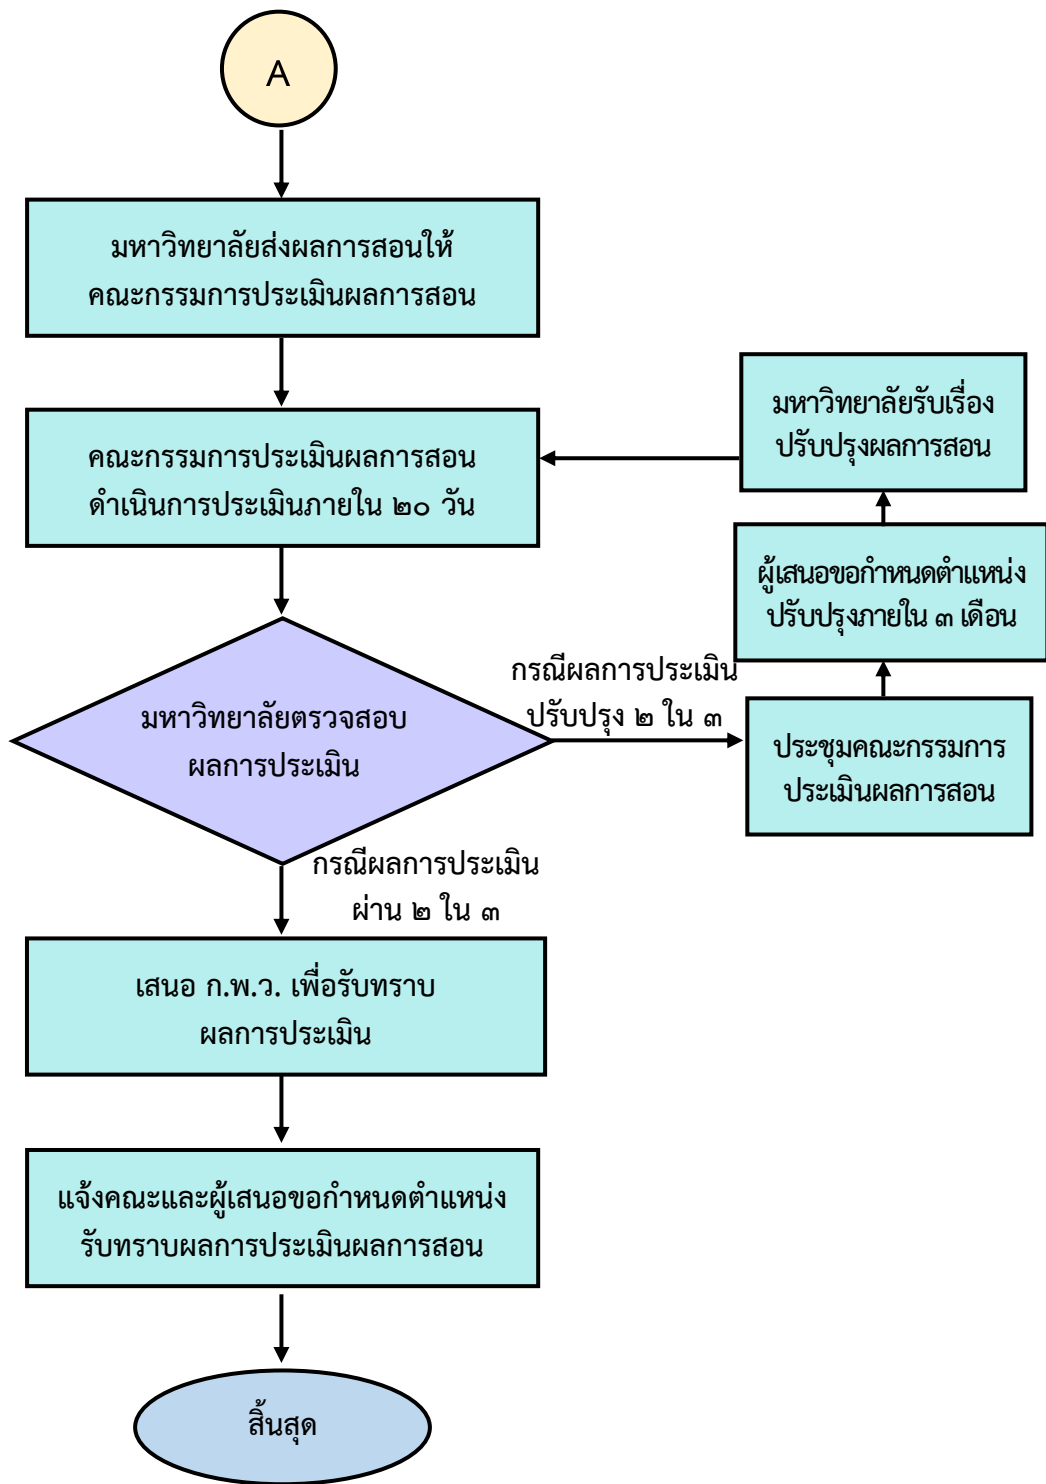 A
มหาวิทยาลัยส่งผลการสอนให้
คณะกรรมการประเมินผลการสอน
คณะกรรมการประเมินผลการสอน
ดำเนินการประเมินภายใน ๒๐ วัน
มหาวิทยาลัยรับเรื่อง
ปรับปรุงผลการสอน
ผู้เสนอขอกำหนดตำแหน่ง
ปรับปรุงภายใน ๓ เดือน
กรณีผลการประเมิน
ปรับปรุง ๒ ใน ๓
มหาวิทยาลัยตรวจสอบ
ผลการประเมิน
ประชุมคณะกรรมการ
ประเมินผลการสอน
กรณีผลการประเมิน
ผ่าน ๒ ใน ๓
เสนอ ก.พ.ว. เพื่อรับทราบ
ผลการประเมิน
แจ้งคณะและผู้เสนอขอกำหนดตำแหน่ง
รับทราบผลการประเมินผลการสอน
สิ้นสุด